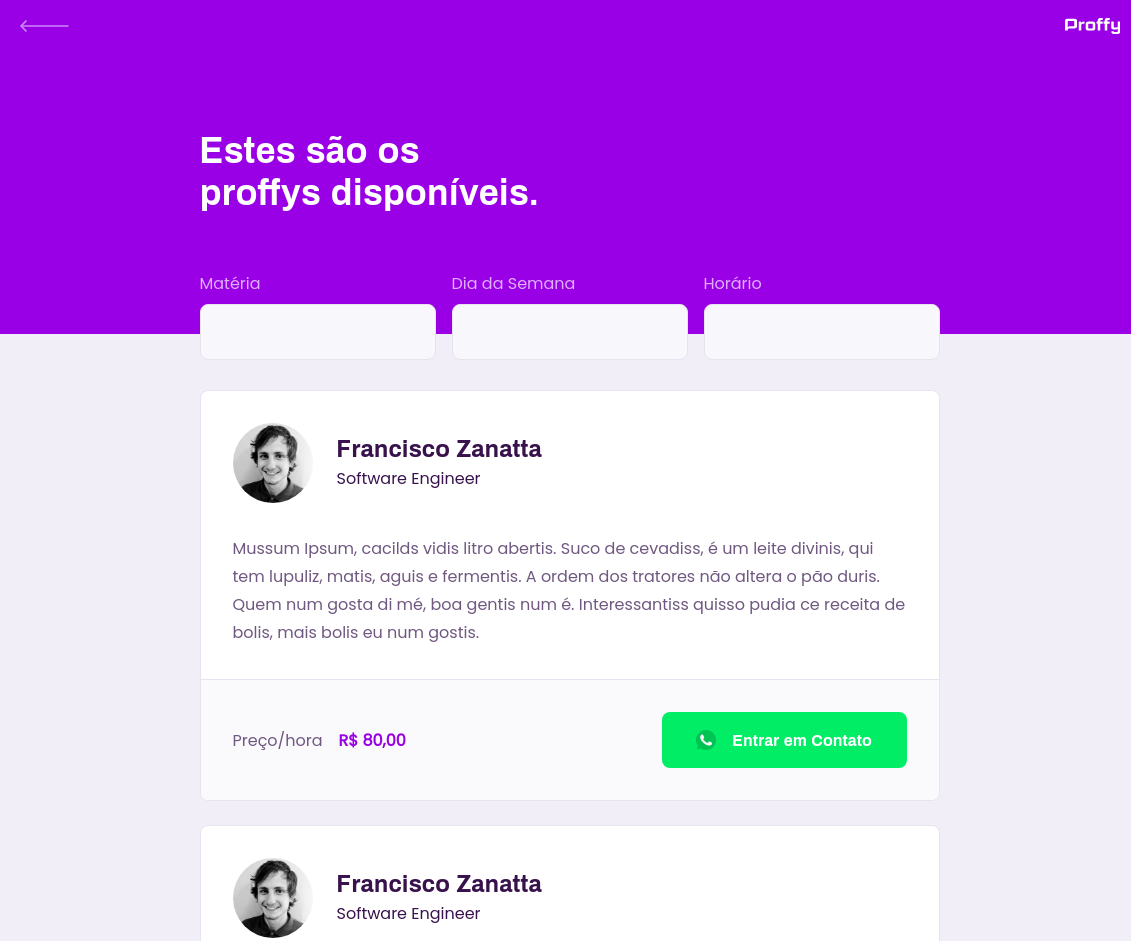 Proffy
Estes são os
proffys disponíveis.
Matéria
Dia da Semana
Horário
Francisco Zanatta
Software Engineer
Mussum Ipsum, cacilds vidis litro abertis. Suco de cevadiss, é um leite divinis, qui
tem lupuliz, matis, aguis e fermentis. A ordem dos tratores não altera o pão duris.
Quem num gosta di mé, boa gentis num é. Interessantiss quisso pudia ce receita de
bolis, mais bolis eu num gostis.
Preço/hora R$ 80,00
Entrar em Contato
Francisco Zanatta
Software Engineer